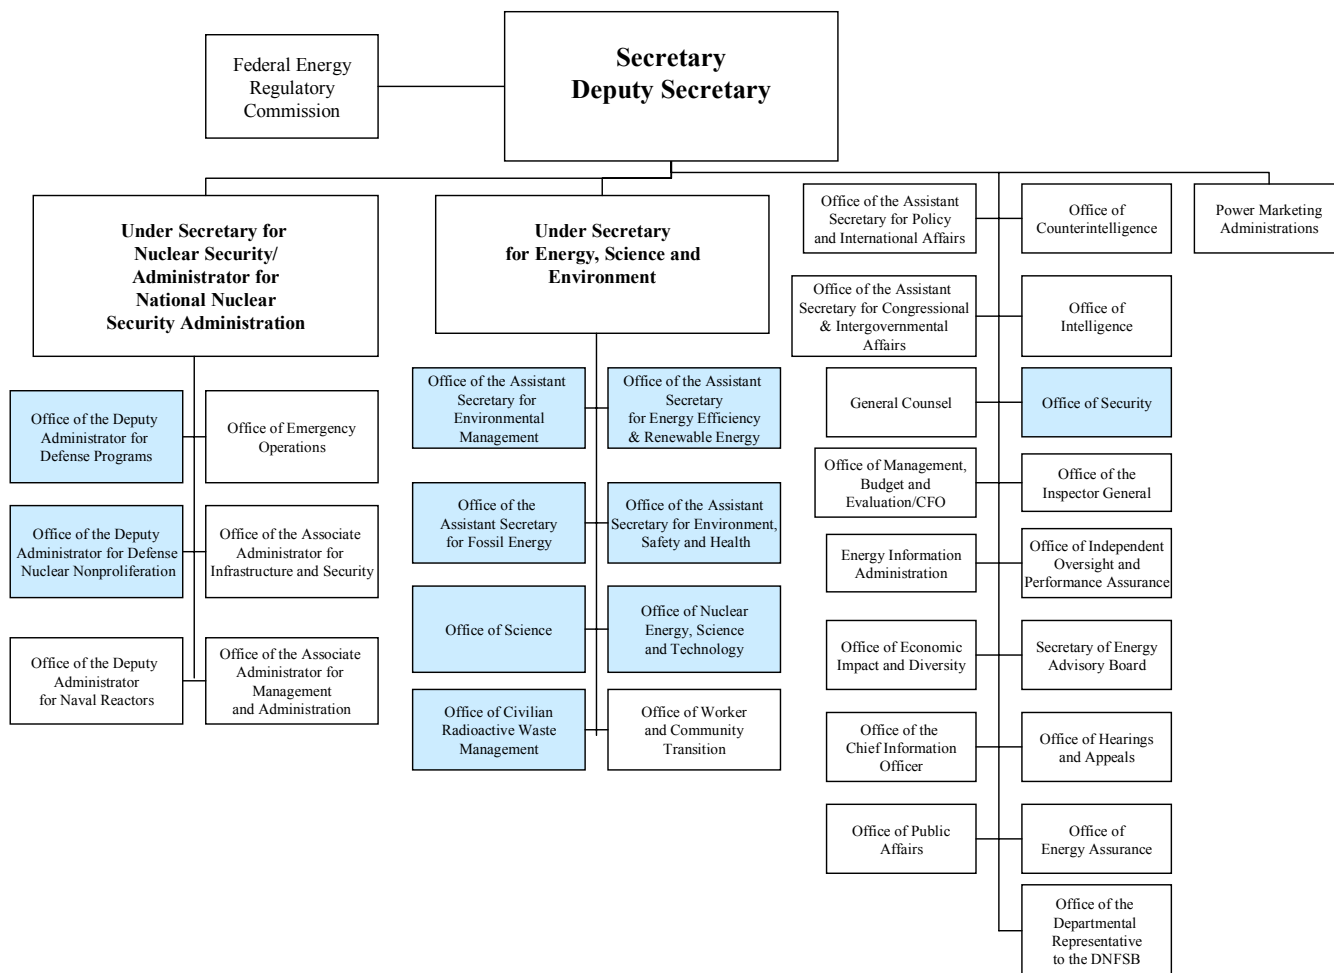 Federal Energy
Regulatory
Commission
Secretary
Deputy Secretary
Under Secretary for
Nuclear Security/
Administrator for
National Nuclear
Security Administration
Under Secretary
for Energy, Science and
Environment
Office of the Assistant
Secretary for Policy
and International Affairs
Office of
Counterintelligence
Power Marketing
Administrations
Office of the Assistant
Secretary for Congressional
& Intergovernmental
Affairs
Office of
Intelligence
Office of the Deputy
Administrator for
Defense Programs
Office of Emergency
Operations
Office of the Assistant
Secretary for
Environmental
Management
Office of the Assistant
Secretary
for Energy Efficiency
& Renewable Energy
General Counsel
Office of Security
Office of the Deputy
Administrator for Defense
Nuclear Nonproliferation
Office of the Associate
Administrator for
Infrastructure and Security
Office of the
Assistant Secretary
for Fossil Energy
Office of the Assistant
Secretary for Environment,
Safety and Health
Office of Management,
Budget and
Evaluation/CFO
Office of the
Inspector General
Energy Information
Administration
Office of Independent
Oversight and
Performance Assurance
Office of the Deputy
Administrator
for Naval Reactors
Office of the Associate
Administrator for
Management
and Administration
Office of Science
Office of Nuclear
Energy, Science
and Technology
Office of Economic
Impact and Diversity
Secretary of Energy
Advisory Board
Office of Civilian
Radioactive Waste
Management
Office of Worker
and Community
Transition
Office of the
Chief Information
Officer
Office of Hearings
and Appeals
Office of Public
Affairs
Office of
Energy Assurance
Office of the
Departmental
Representative
to the DNFSB